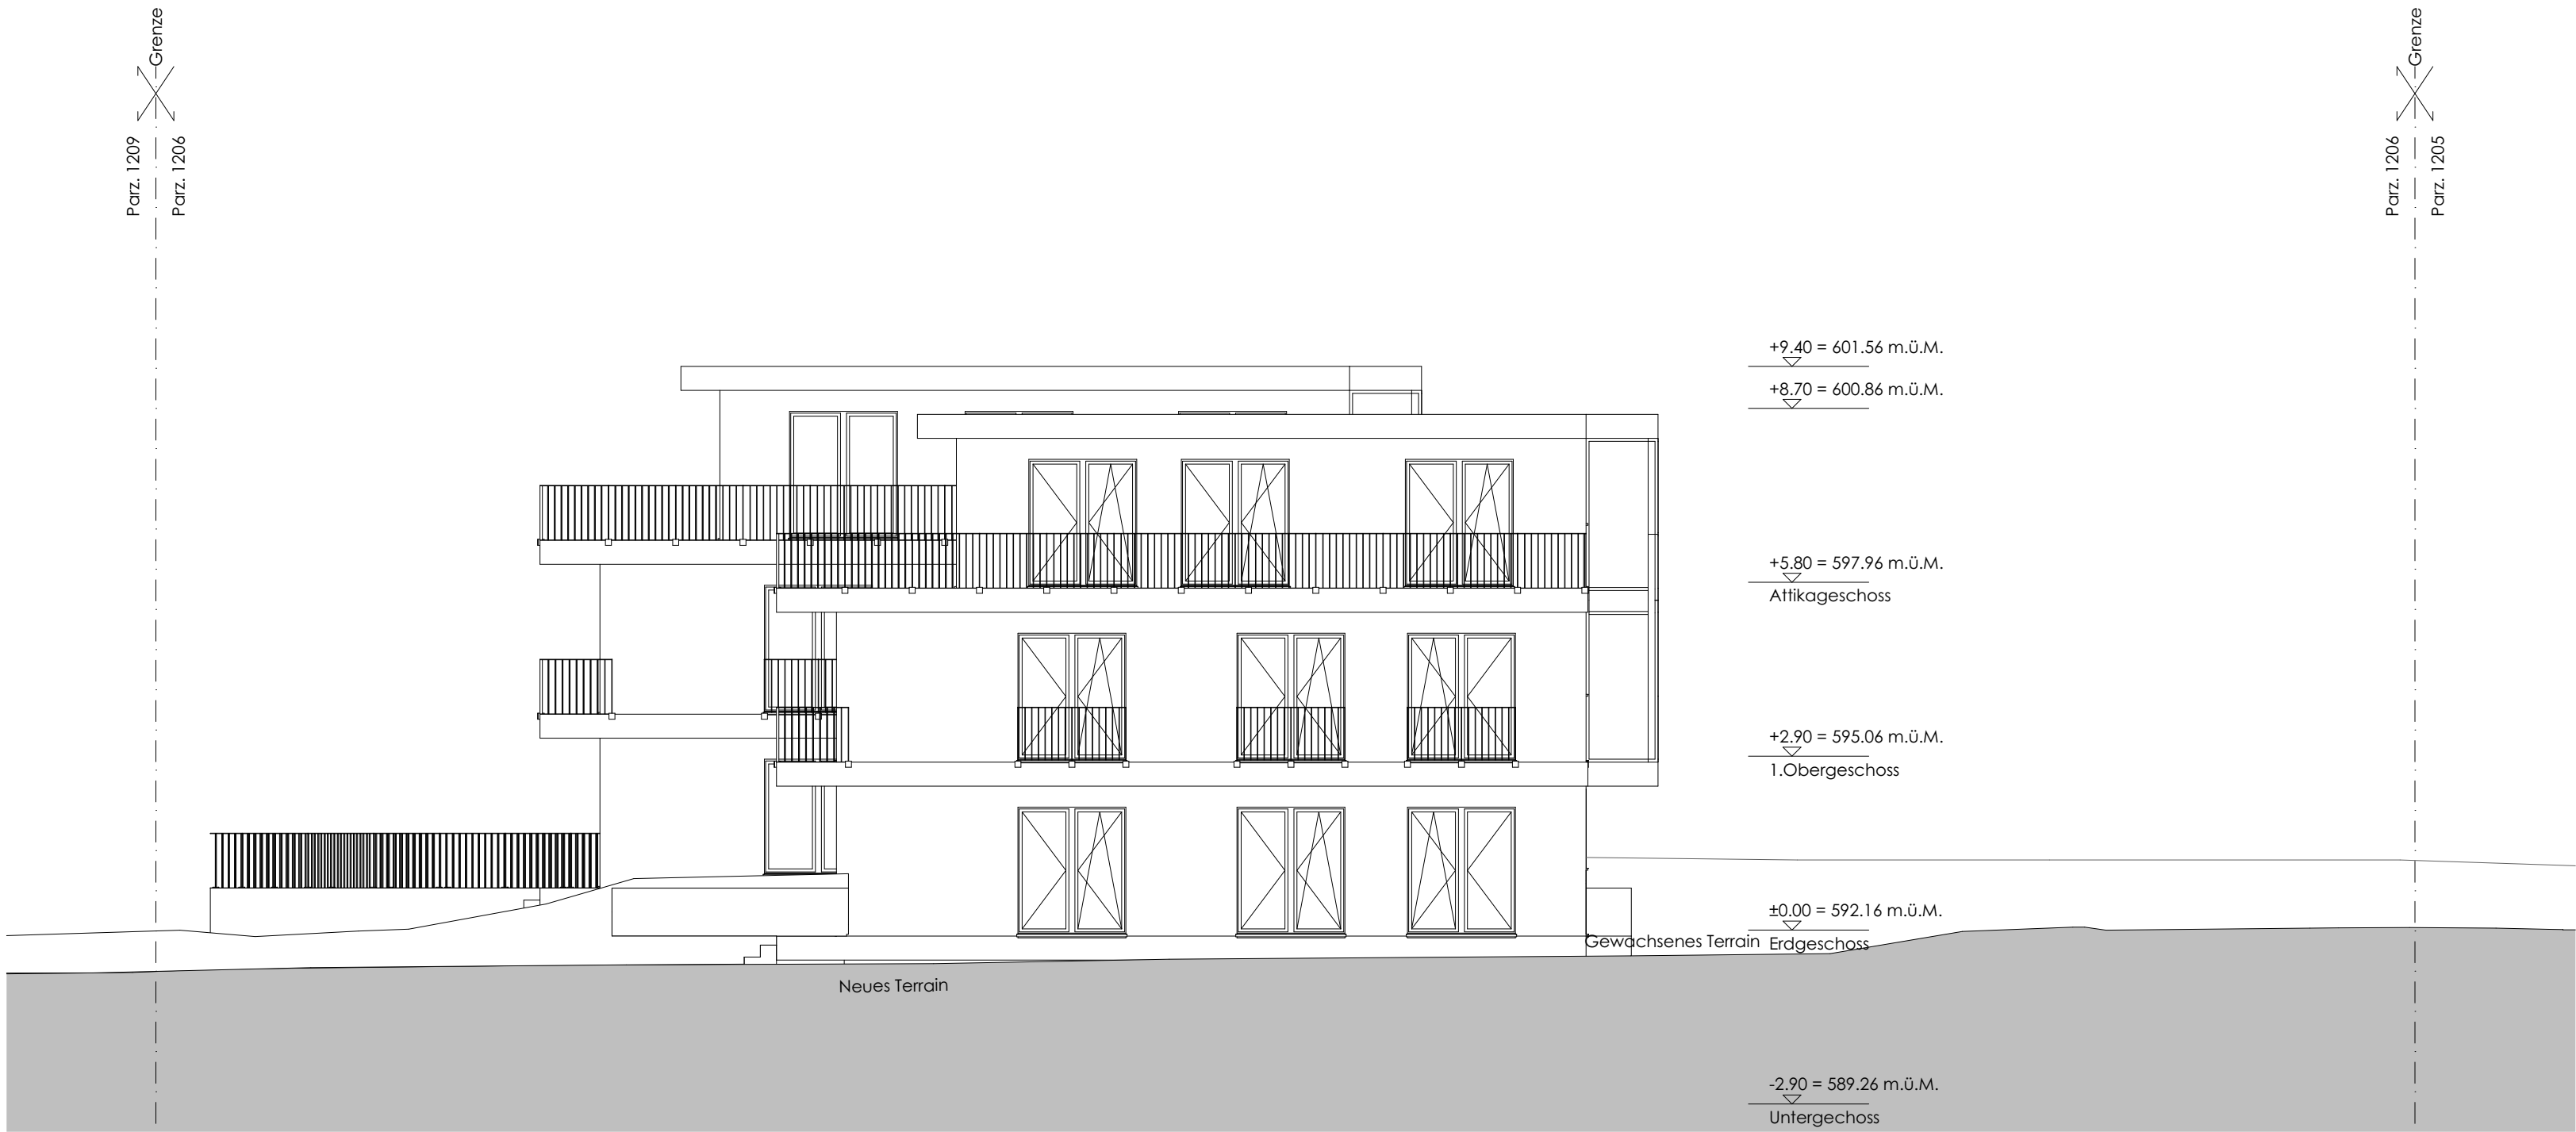 Grenze
Parz. 1209
Parz. 1206
Grenze
Parz. 1206
Parz. 1205
+9.40 = 601.56 m.ü.M.
+8.70 = 600.86 m.ü.M.
+5.80 = 597.96 m.ü.M.
Attikageschoss
+2.90 = 595.06 m.ü.M.
1.Obergeschoss
±0.00 = 592.16 m.ü.M.
Gewachsenes Terrain
Erdgeschoss
Neues Terrain
-2.90 = 589.26 m.ü.M.
Untergechoss